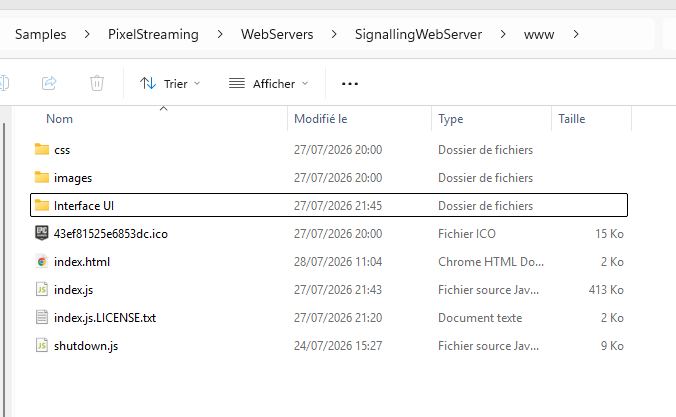 Samples > PixelStreaming > WebServers > SignallingWebServer > www >
Trier Afficher ...
Nom Modifié le Type Taille
css 27/07/2026 20:00 Dossier de fichiers
images 27/07/2026 20:00 Dossier de fichiers
Interface UI 27/07/2026 21:45 Dossier de fichiers
43ef81525e6853dc.ico 27/07/2026 20:00 Fichier ICO 15 Ko
index.html 28/07/2026 11:04 Chrome HTML Do... 2 Ko
index.js 27/07/2026 21:43 Fichier source Jav... 413 Ko
index.js.LICENSE.txt 27/07/2026 21:20 Document texte 2 Ko
shutdown.js 24/07/2026 15:27 Fichier source Jav... 9 Ko